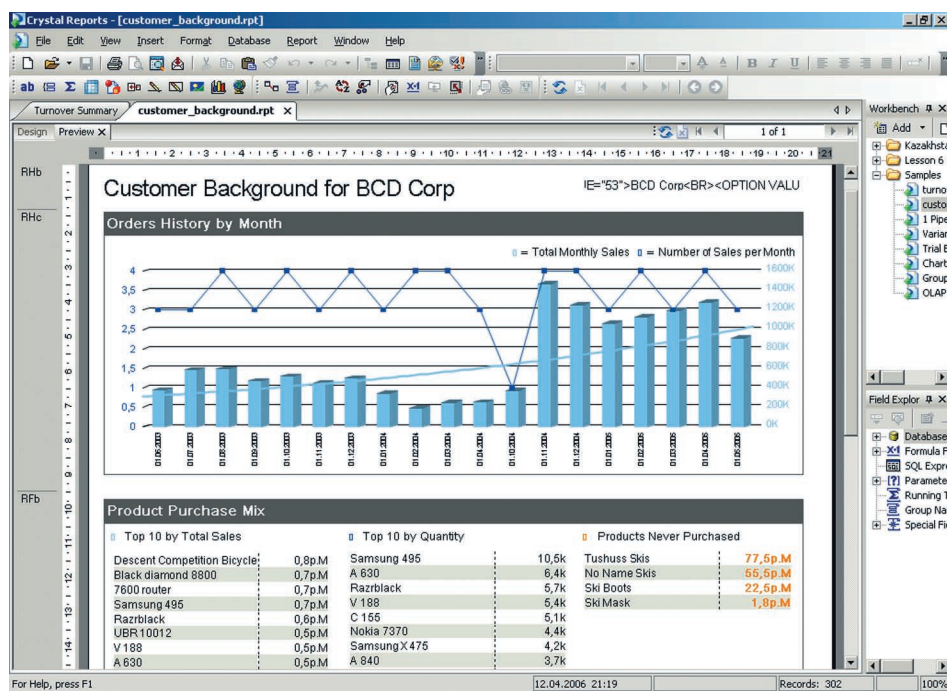 Crystal Reports - [customer_background.rpt]
File Edit View Insert Format Database Report Window Help
Turnover Summary customer_background.rpt X
Design Preview X
1 of 1
RHb
Customer Background for BCD Corp
IE="53">BCD Corp<BR><OPTION VALU
RHc
Orders History by Month
= Total Monthly Sales = Number of Sales per Month
4
3,5
3
2,5
2
1,5
1
0,5
0
1600K
1400K
1200K
1000K
800K
600K
400K
200K
0K
RFb
Product Purchase Mix
Top 10 by Total Sales
Descent Competition Bicycle 0,8p.M
Black diamond 8800 0,7p.M
7600 router 0,7p.M
Samsung 495 0,7p.M
Razrblack 0,6p.M
UBR10012 0,5p.M
V 188 0,5p.M
A 630 0,5p.M
Top 10 by Quantity
Samsung 495 10,5k
A 630 6,4k
Razrblack 5,7k
V 188 5,4k
C 155 5,1k
Nokia 7370 4,4k
Samsung X 475 4,2k
A 840 3,7k
Products Never Purchased
Tushuss Skis 77,5p.M
No Name Skis 55,5p.M
Ski Boots 22,5p.M
Ski Mask 1,8p.M
Workbench
Add
Kazakhsta
Lesson 6
Samples
turno
custo
1 Pipe
Varian
Trial B
Chart
Group
OLAP
Field Explor
Database
Formula F
SQL Expre
Paramete
Running T
Group Na
Special Fi
For Help, press F1
12.04.2006 21:19
Records: 302
100%